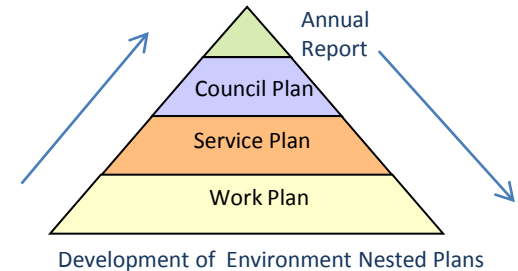 Annual
Report
Council Plan
Service Plan
Work Plan
Development of Environment Nested Plans